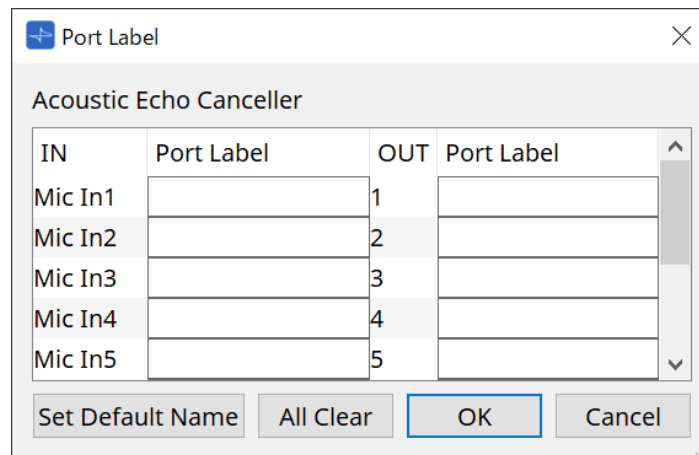 Port Label
Acoustic Echo Canceller
IN Port Label OUT Port Label
Mic In1 1
Mic In2 2
Mic In3 3
Mic In4 4
Mic In5 5
Set Default Name All Clear OK Cancel